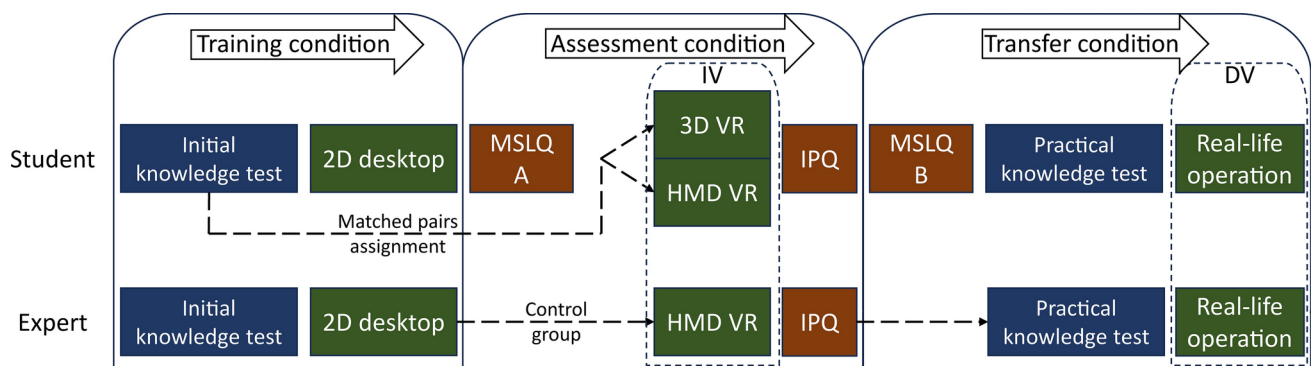 Training condition
Assessment condition
Transfer condition
IV
DV
Student
Initial
knowledge test
2D desktop
MSLQ
A
3D VR
HMD VR
IPQ
MSLQ
B
Practical
knowledge test
Real-life
operation
Matched pairs
assignment
Expert
Initial
knowledge test
2D desktop
Control
group
HMD VR
IPQ
Practical
knowledge test
Real-life
operation